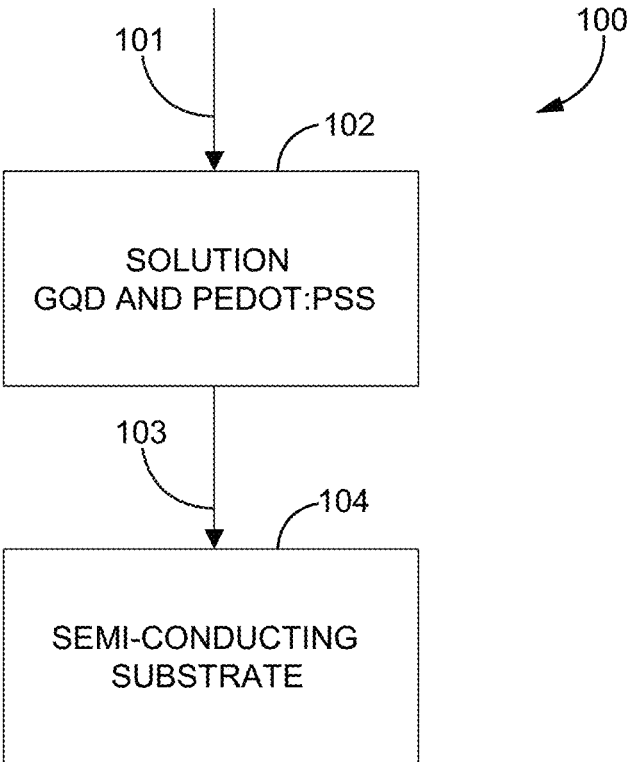 100
101
102
SOLUTION
GQD AND PEDOT:PSS
103
104
SEMI-CONDUCTING
SUBSTRATE